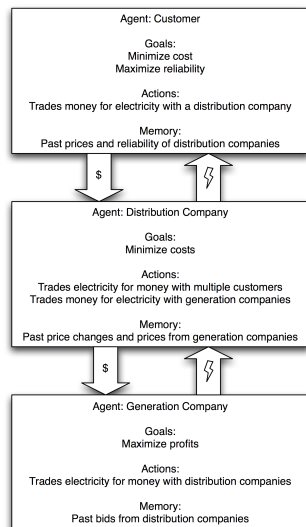 Agent: Customer
Goals:
Minimize cost
Maximize reliability
Actions:
Trades money for electricity with a distribution company
Memory:
Past prices and reliability of distribution companies
$
Agent: Distribution Company
Goals:
Minimize costs
Actions:
Trades electricity for money with multiple customers
Trades money for electricity with generation companies
Memory:
Past price changes and prices from generation companies
$
Agent: Generation Company
Goals:
Maximize profits
Actions:
Trades electricity for money with distribution companies
Memory:
Past bids from distribution companies